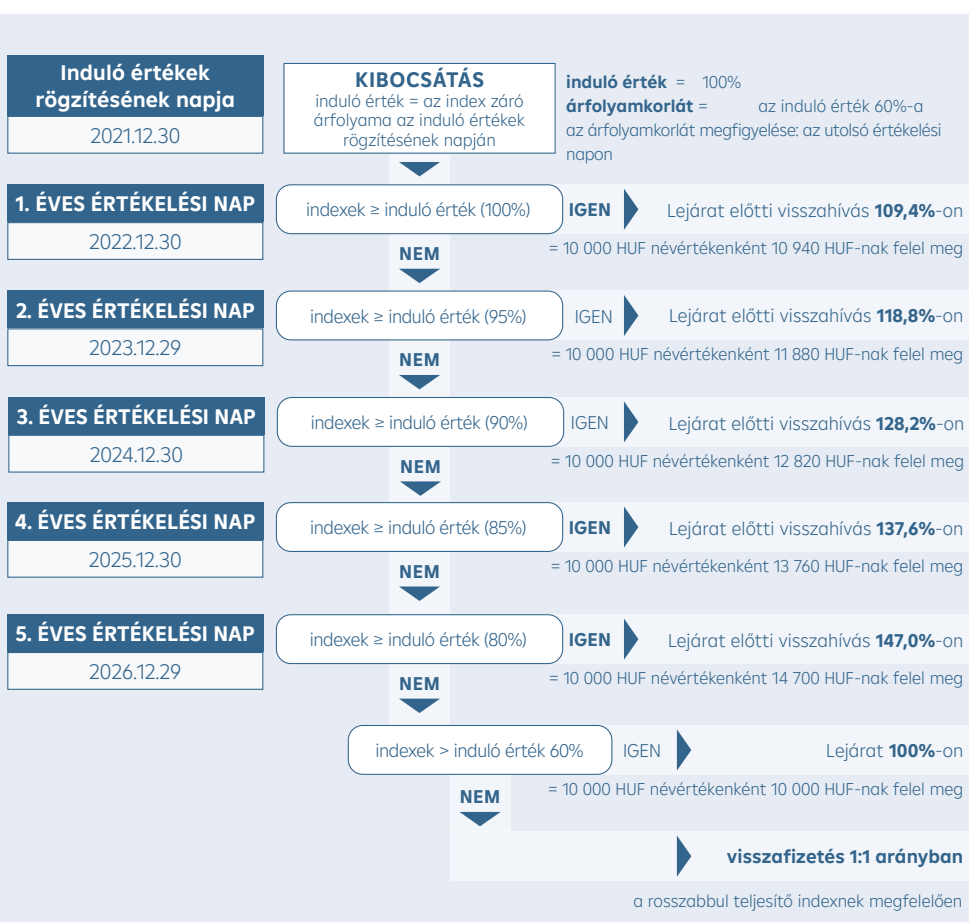 Induló értékek
rögzítésének napja
2021.12.30
KIBOCSÁTÁS
induló érték = az index záró
árfolyama az induló értékek
rögzítésének napján
induló érték = 100%
árfolyamkorlát = az induló érték 60%-a
az árfolyamkorlát megfigyelése: az utolsó értékelési
napon
1. ÉVES ÉRTÉKELÉSI NAP
2022.12.30
indexek ≥ induló érték (100%)
IGEN
Lejárat előtti visszahívás 109,4%-on
= 10 000 HUF névértékenként 10 940 HUF-nak felel meg
NEM
2. ÉVES ÉRTÉKELÉSI NAP
2023.12.29
indexek ≥ induló érték (95%)
IGEN
Lejárat előtti visszahívás 118,8%-on
= 10 000 HUF névértékenként 11 880 HUF-nak felel meg
NEM
3. ÉVES ÉRTÉKELÉSI NAP
2024.12.30
indexek ≥ induló érték (90%)
IGEN
Lejárat előtti visszahívás 128,2%-on
= 10 000 HUF névértékenként 12 820 HUF-nak felel meg
NEM
4. ÉVES ÉRTÉKELÉSI NAP
2025.12.30
indexek ≥ induló érték (85%)
IGEN
Lejárat előtti visszahívás 137,6%-on
= 10 000 HUF névértékenként 13 760 HUF-nak felel meg
NEM
5. ÉVES ÉRTÉKELÉSI NAP
2026.12.29
indexek ≥ induló érték (80%)
IGEN
Lejárat előtti visszahívás 147,0%-on
= 10 000 HUF névértékenként 14 700 HUF-nak felel meg
NEM
indexek > induló érték 60%
IGEN
Lejárat 100%-on
= 10 000 HUF névértékenként 10 000 HUF-nak felel meg
NEM
visszafizetés 1:1 arányban
a rosszabbul teljesítő indexnek megfelelően